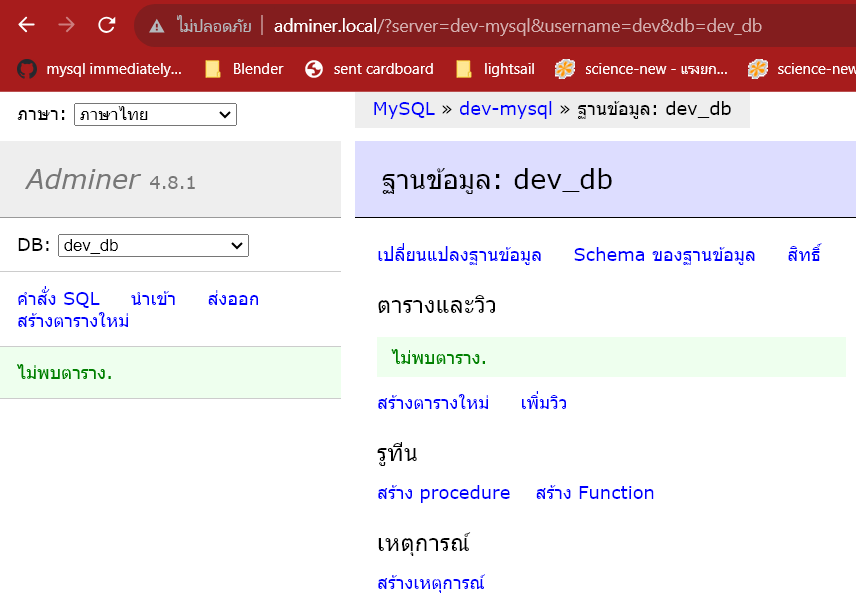 ไม่ปลอดภัย | adminer.local/?server=dev-mysql&username=dev&db=dev_db
mysql immediately... Blender sent cardboard lightsail science-new - แรงยก... science-new
ภาษา: ภาษาไทย
MySQL » dev-mysql » ฐานข้อมูล: dev_db
Adminer 4.8.1
ฐานข้อมูล: dev_db
DB: dev_db
เปลี่ยนแปลงฐานข้อมูล Schema ของฐานข้อมูล สิทธิ์
คำสั่ง SQL นำเข้า ส่งออก
สร้างตารางใหม่
ตารางและวิว
ไม่พบตาราง.
ไม่พบตาราง.
สร้างตารางใหม่ เพิ่มวิว
รูทีน
สร้าง procedure สร้าง Function
เหตุการณ์
สร้างเหตุการณ์